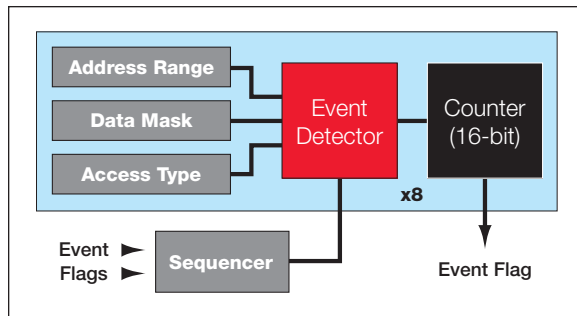 Address Range
Data Mask
Access Type
Event
Detector
Counter
(16-bit)
x8
Event
Flags
Sequencer
Event Flag